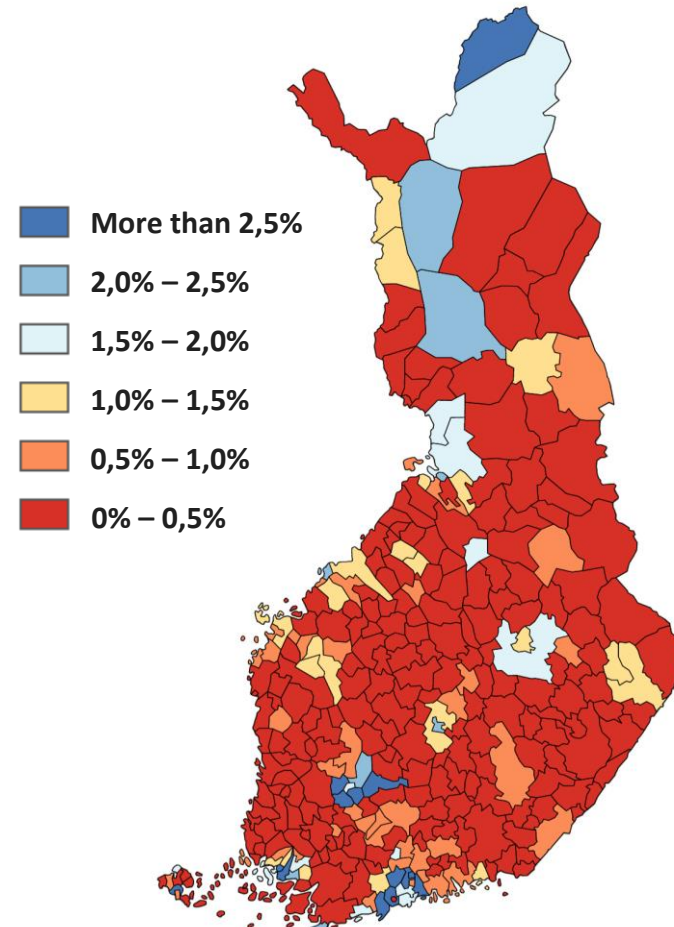 More than 2,5%
2,0% – 2,5%
1,5% – 2,0%
1,0% – 1,5%
0,5% – 1,0%
0% – 0,5%